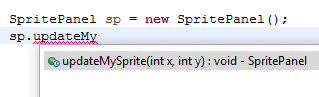 SpritePanel sp = new SpritePanel();
sp.updateMy
updateMySprite(int x, int y) : void - SpritePanel